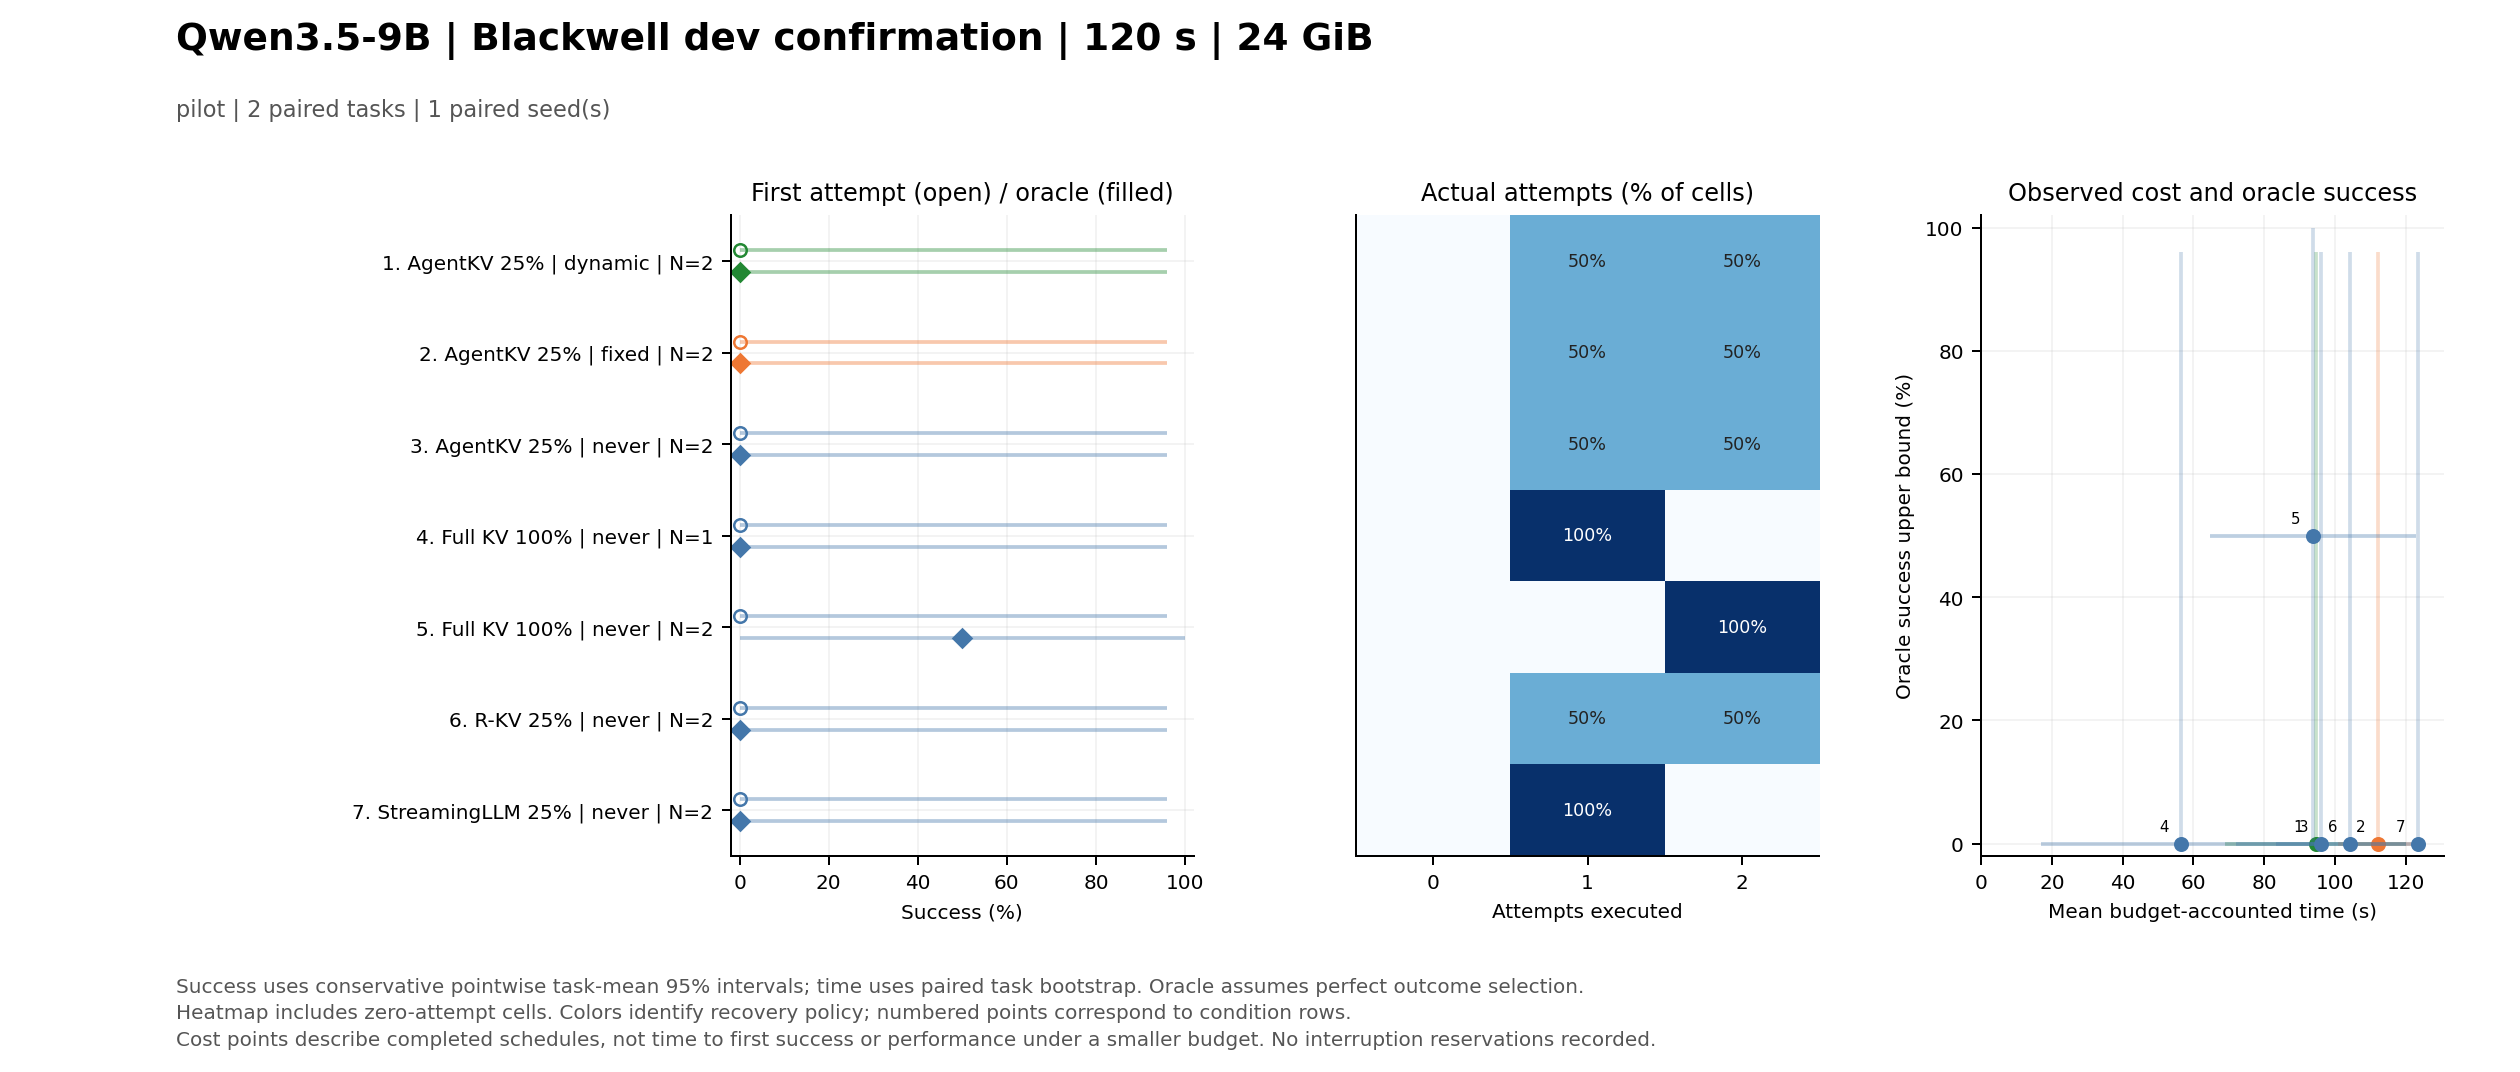 Qwen3.5-9B | Blackwell dev confirmation | 120 s | 24 GiB
pilot | 2 paired tasks | 1 paired seed(s)
First attempt (open) / oracle (filled)
1. AgentKV 25% | dynamic | N=2
2. AgentKV 25% | fixed | N=2
3. AgentKV 25% | never | N=2
4. Full KV 100% | never | N=1
5. Full KV 100% | never | N=2
6. R-KV 25% | never | N=2
7. StreamingLLM 25% | never | N=2
0 20 40 60 80 100
Success (%)
Actual attempts (% of cells)
50% 50%
50% 50%
50% 50%
100%
100%
50% 50%
100%
0 1 2
Attempts executed
Observed cost and oracle success
Oracle success upper bound (%)
100
80
60
40
20
0
5
4 1 3 6 2 7
0 20 40 60 80 100 120
Mean budget-accounted time (s)
Success uses conservative pointwise task-mean 95% intervals; time uses paired task bootstrap. Oracle assumes perfect outcome selection.
Heatmap includes zero-attempt cells. Colors identify recovery policy; numbered points correspond to condition rows.
Cost points describe completed schedules, not time to first success or performance under a smaller budget. No interruption reservations recorded.